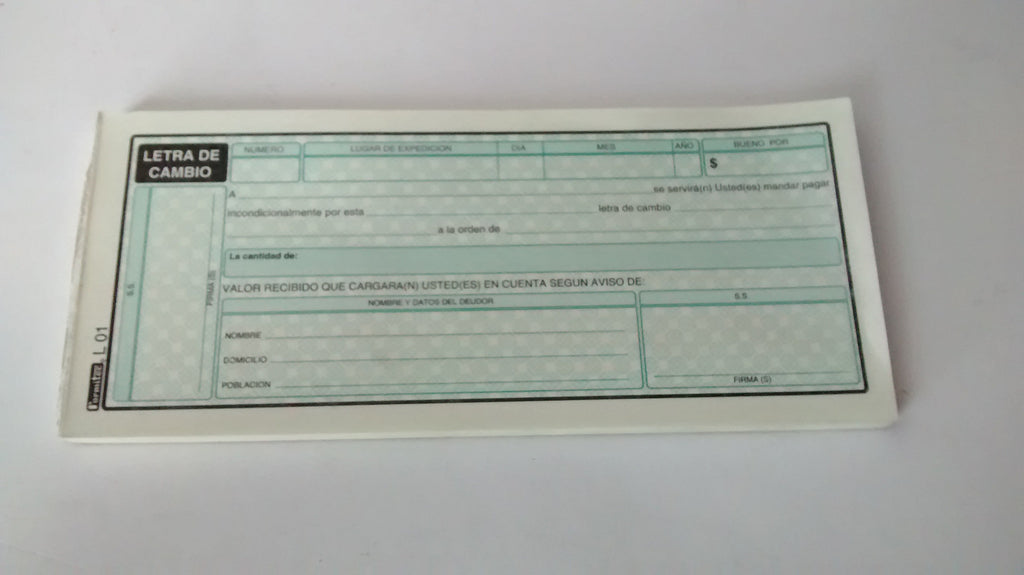 LETRA DE CAMBIO
NUMERO
LUGAR DE EXPEDICION
DIA
MES
AÑO
BUENO POR
$
A se servirá(n) Usted(es) mandar pagar
incondicionalmente por esta letra de cambio
a la orden de
La cantidad de:
VALOR RECIBIDO QUE CARGARA(N) USTED(ES) EN CUENTA SEGUN AVISO DE:
NOMBRE Y DATOS DEL DEUDOR
NOMBRE
DOMICILIO
POBLACION
S.S.
FIRMA (S)
S.S.
FIRMA (S)
Formitec L 01